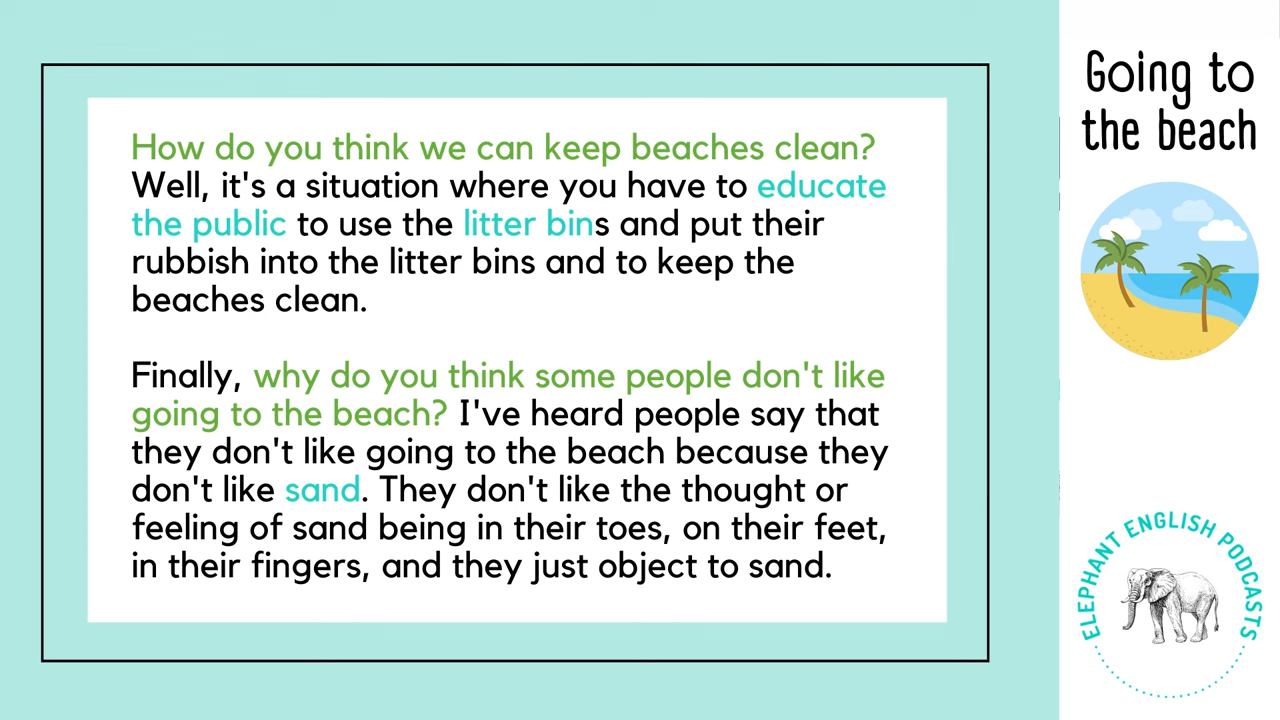 How do you think we can keep beaches clean?
Well, it's a situation where you have to educate
the public to use the litter bins and put their
rubbish into the litter bins and to keep the
beaches clean.
Finally, why do you think some people don't like
going to the beach? I've heard people say that
they don't like going to the beach because they
don't like sand. They don't like the thought or
feeling of sand being in their toes, on their feet,
in their fingers, and they just object to sand.
Going to
the beach
ELEPHANT ENGLISH PODCASTS